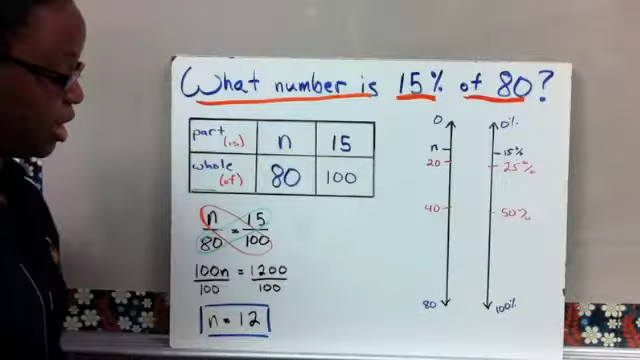 What number is 15% of 80?
part (is) n 15
whole (of) 80 100
n/80 = 15/100
100n/100 = 1200/100
n = 12
0 0%
n 15%
20 25%
40 50%
80 100%